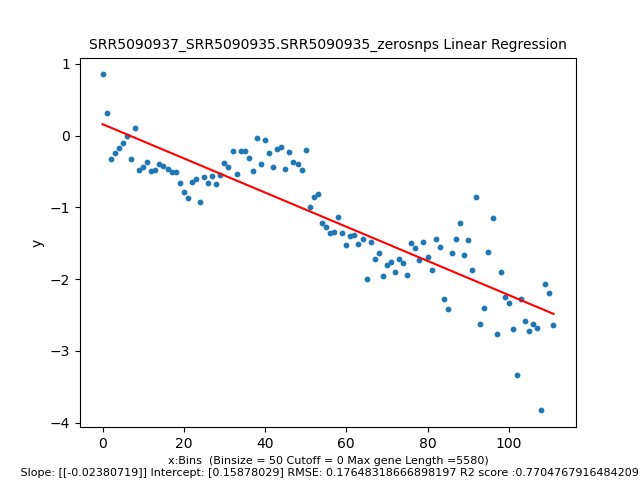 SRR5090937_SRR5090935.SRR5090935_zerosnps Linear Regression
1
0
−1
−2
−3
−4
y
0 20 40 60 80 100
x:Bins (Binsize = 50 Cutoff = 0 Max gene Length =5580)
Slope: [[-0.02380719]] Intercept: [0.15878029] RMSE: 0.17648318666898197 R2 score :0.7704767916484209